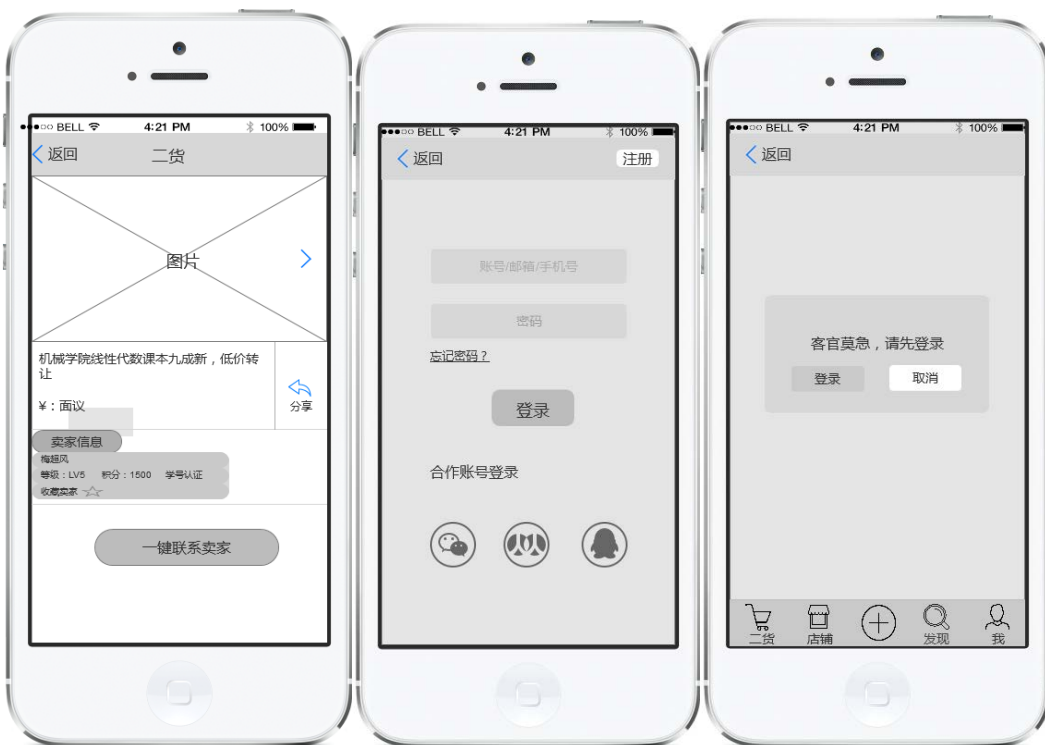 BELL 4:21 PM 100%
返回 二货
图片
机械学院线性代数课本九成新，低价转
让
¥：面议
分享
卖家信息
梅超风
等级：LV5 积分：1500 学号认证
收藏卖家
一键联系卖家
BELL 4:21 PM 100%
返回 注册
账号/邮箱/手机号
密码
忘记密码？
登录
合作账号登录
BELL 4:21 PM 100%
返回
客官莫急，请先登录
登录 取消
二货 店铺 发现 我